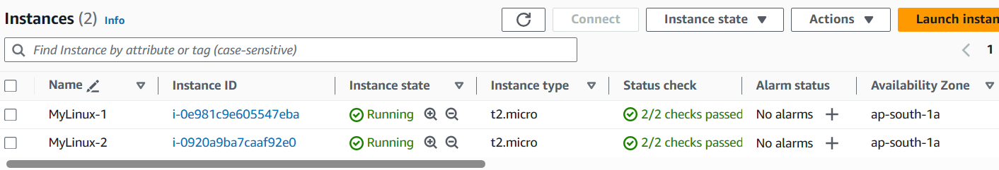 Instances (2) Info Connect Instance state Actions Launch instan
Find Instance by attribute or tag (case-sensitive) 1
Name Instance ID Instance state Instance type Status check Alarm status Availability Zone
MyLinux-1 i-0e981c9e605547eba Running t2.micro 2/2 checks passed No alarms ap-south-1a
MyLinux-2 i-0920a9ba7caaf92e0 Running t2.micro 2/2 checks passed No alarms ap-south-1a